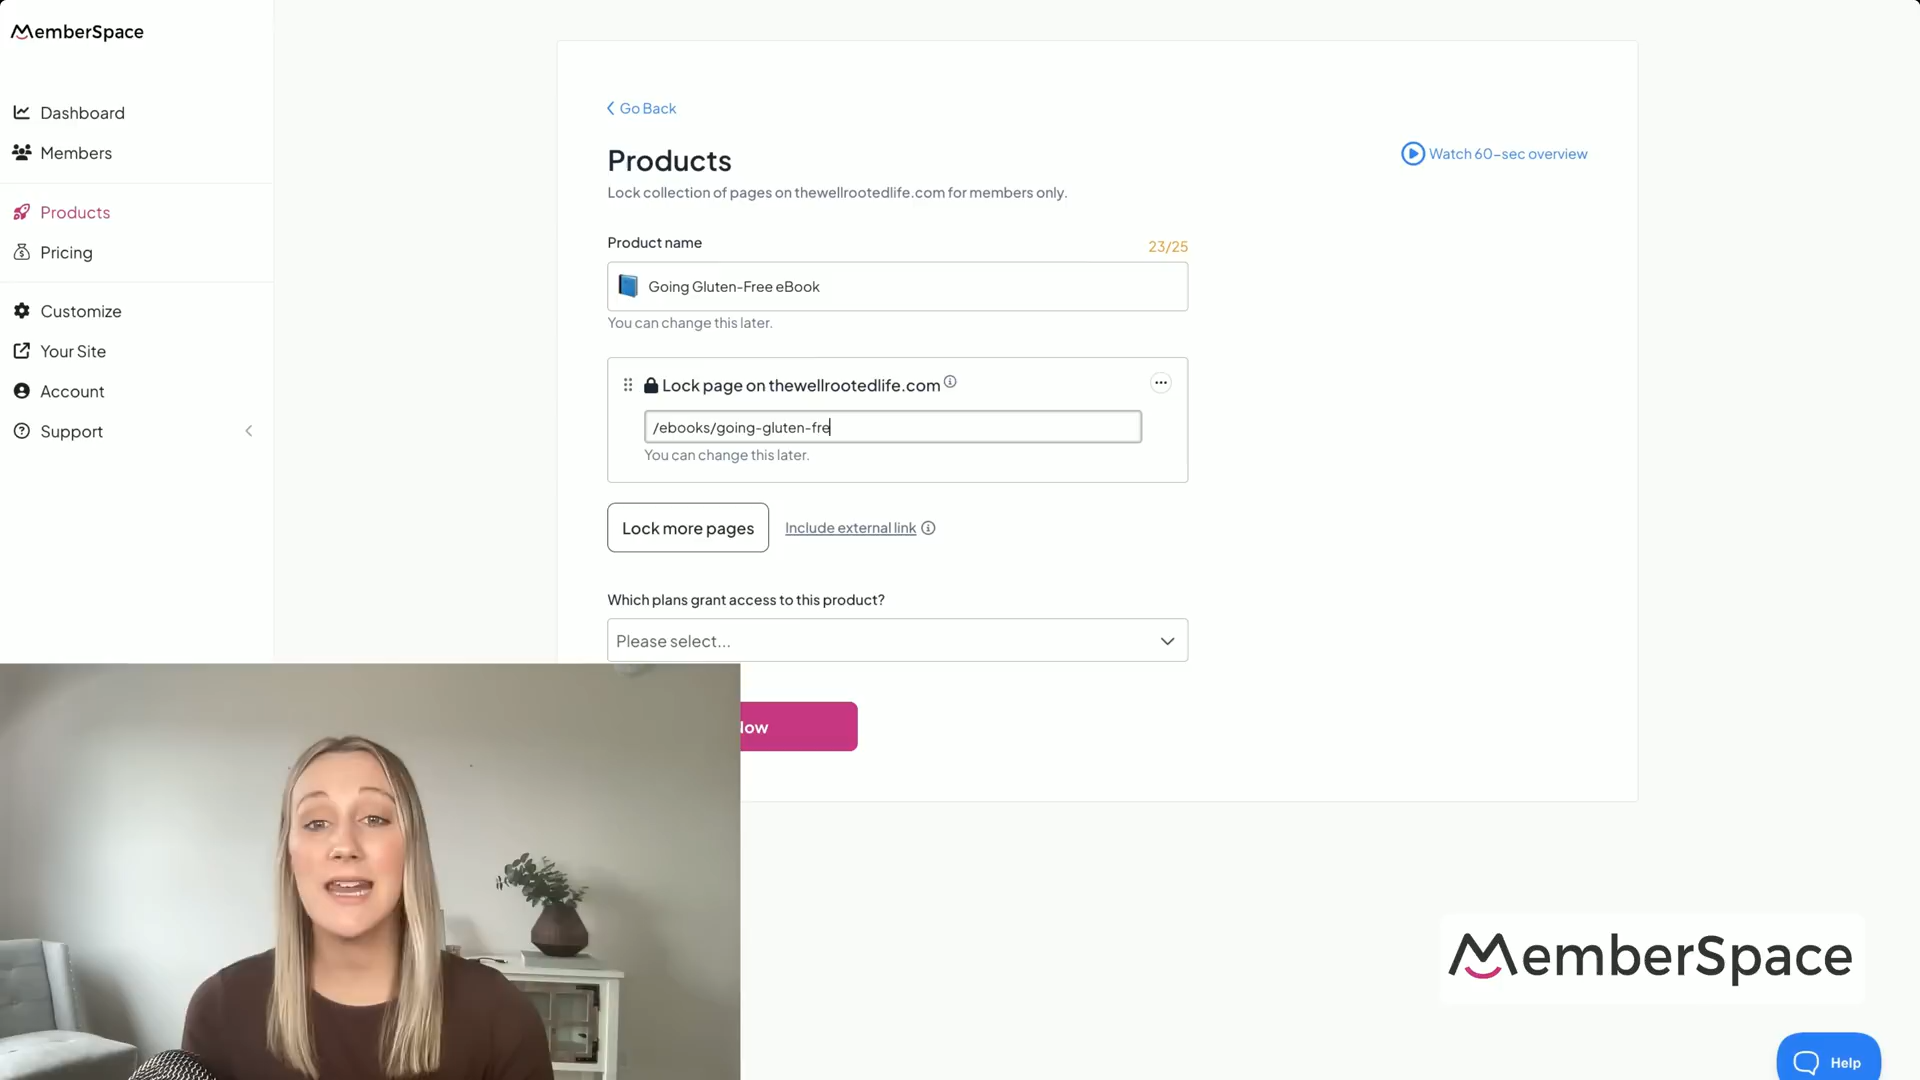 MemberSpace
Dashboard
Members
Products
Pricing
Customize
Your Site
Account
Support
Go Back
Products
Watch 60-sec overview
Lock collection of pages on thewellrootedlife.com for members only.
Product name
23/25
Going Gluten-Free eBook
You can change this later.
Lock page on thewellrootedlife.com
/ebooks/going-gluten-fre
You can change this later.
Lock more pages
Include external link
Which plans grant access to this product?
Please select...
MemberSpace
Help